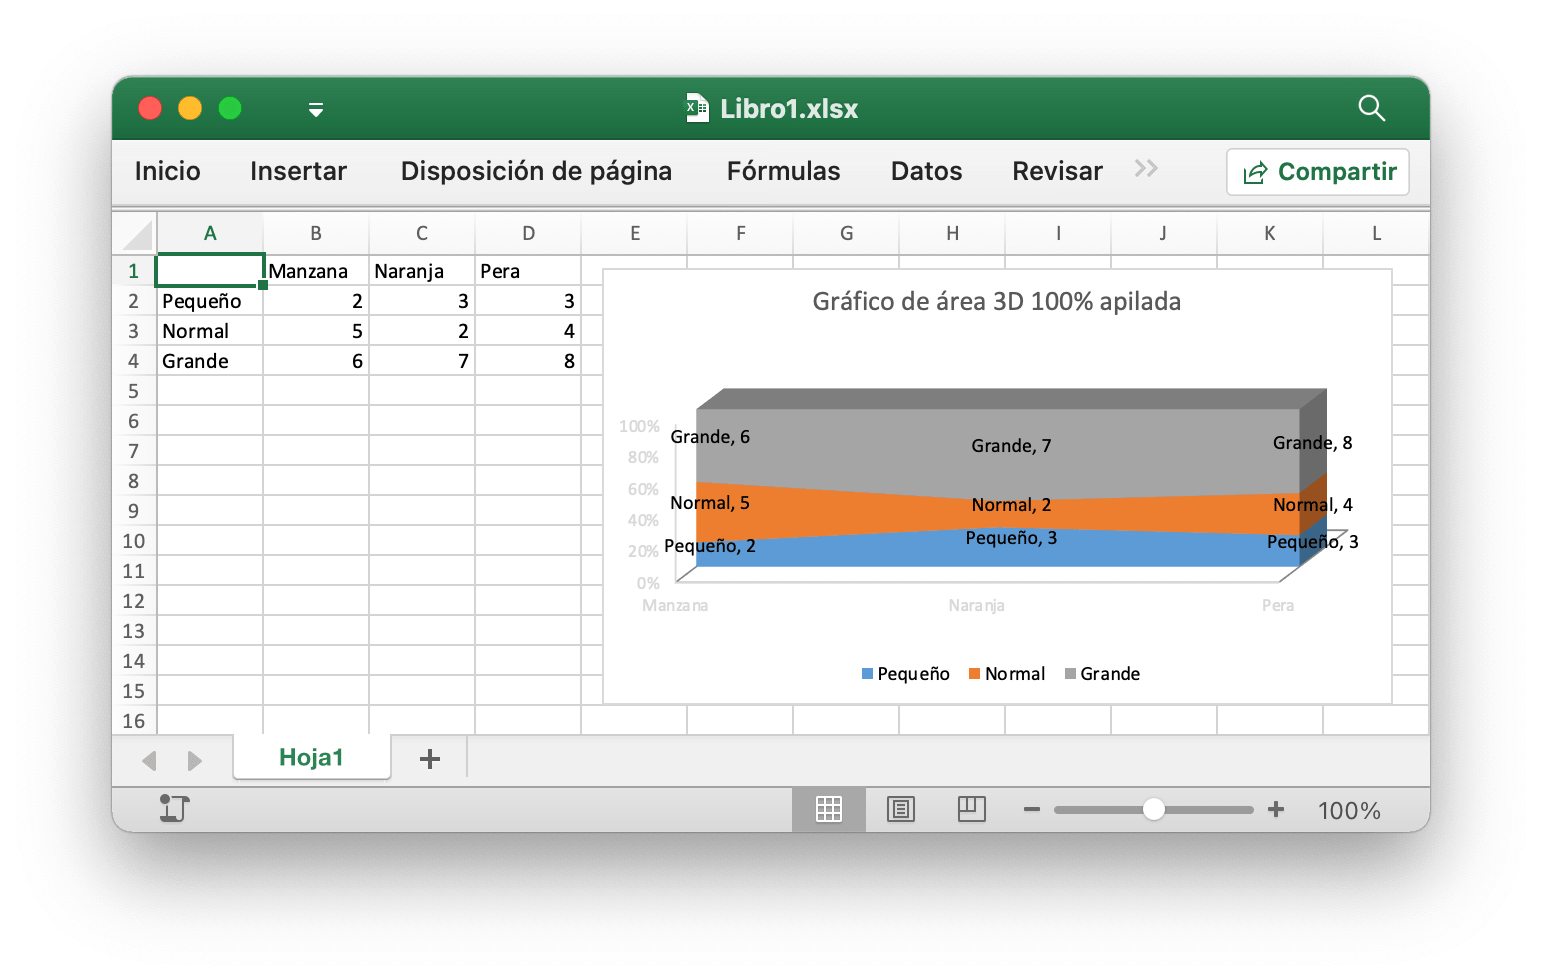 Libro1.xlsx
Inicio Insertar Disposición de página Fórmulas Datos Revisar Compartir
A B C D E F G H I J K L
1 Manzana Naranja Pera
2 Pequeño 2 3 3
3 Normal 5 2 4
4 Grande 6 7 8
5
6
7
8
9
10
11
12
13
14
15
16
Gráfico de área 3D 100% apilada
100%
80%
60%
40%
20%
0%
Grande, 6 Grande, 7 Grande, 8
Normal, 5 Normal, 2 Normal, 4
Pequeño, 2 Pequeño, 3 Pequeño, 3
Manzana Naranja Pera
Pequeño Normal Grande
Hoja1
100%